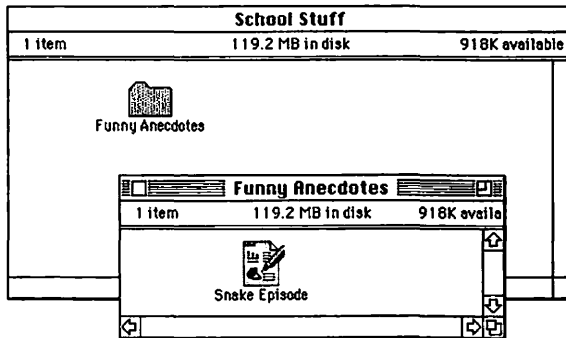 School Stuff
1 item 119.2 MB in disk 918K available
Funny Anecdotes
Funny Anecdotes
1 item 119.2 MB in disk 918K availa
Snake Episode